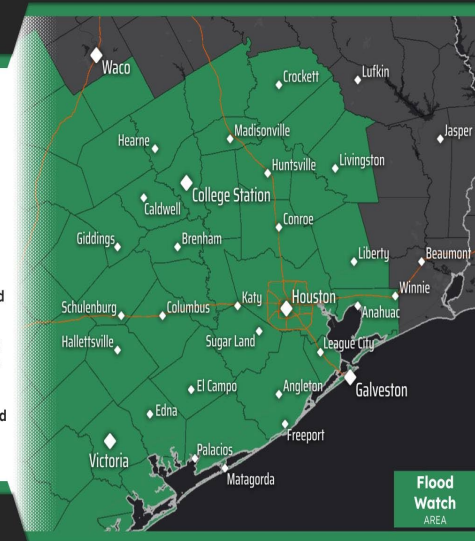 Waco
Crockett
Lufkin
Madisonville
Jasper
Hearne
Huntsville
Livingston
College Station
Caldwell
Conroe
Giddings
Brenham
Liberty
Beaumont
Winnie
Katy
Houston
Schulenburg
Columbus
Anahuac
Sugar Land
Hallettsville
League City
El Campo
Angleton
Galveston
Edna
Freeport
Victoria
Palacios
Matagorda
Flood
Watch
AREA